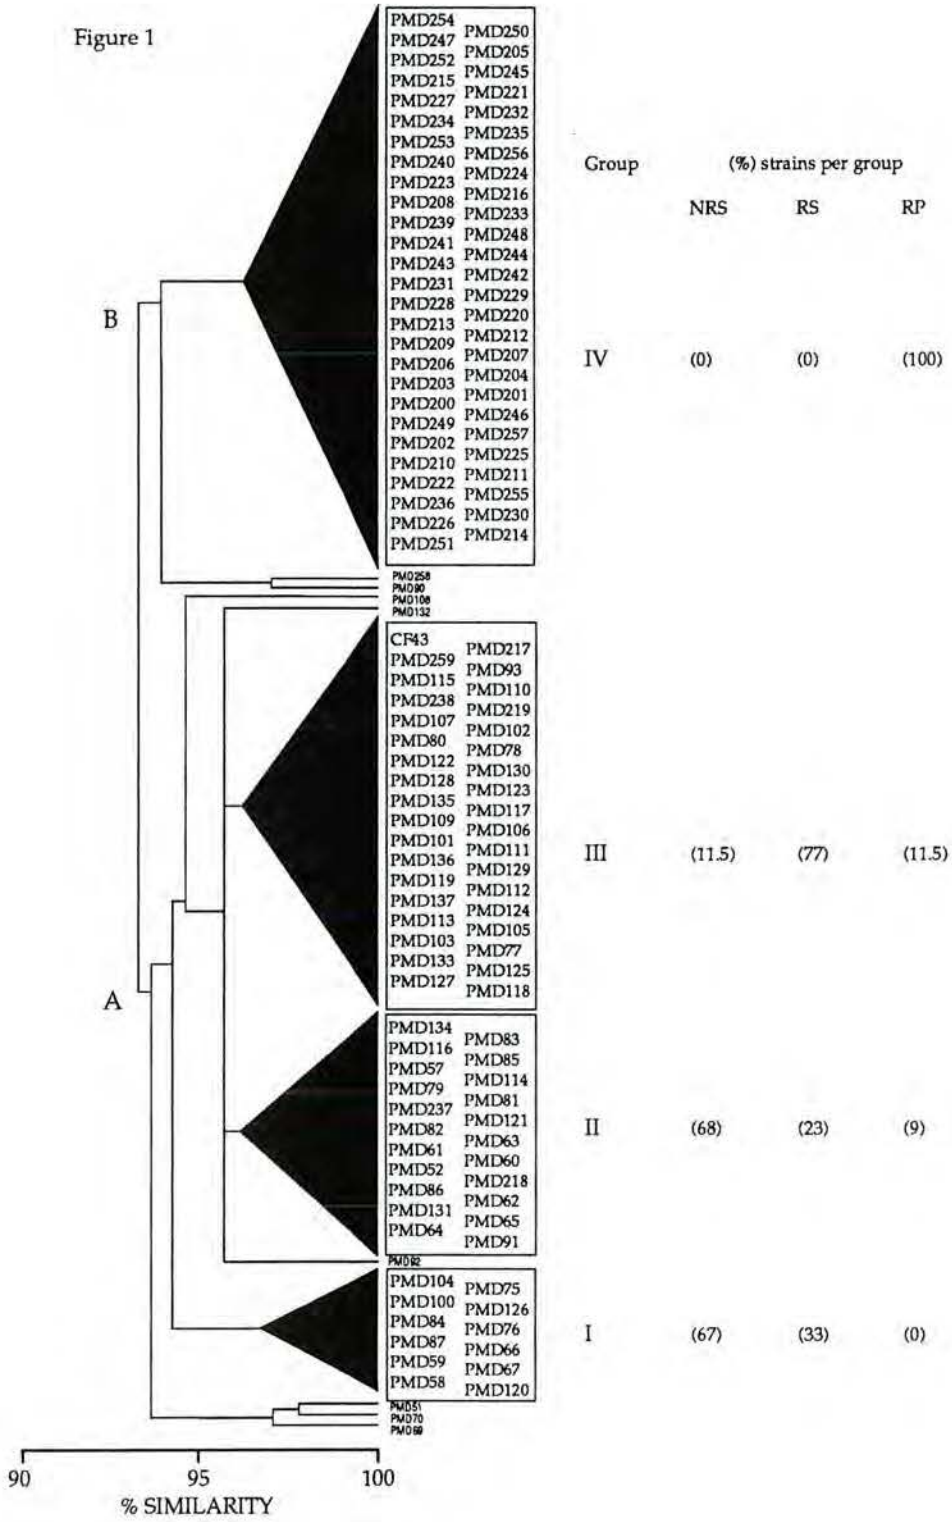 Figure 1
PMD254
PMD250
PMD247
PMD205
PMD252
PMD245
PMD215
PMD221
PMD227
PMD232
PMD234
PMD235
PMD253
PMD256
PMD240
PMD224
PMD223
PMD216
PMD208
PMD233
PMD239
PMD248
PMD241
PMD244
PMD243
PMD242
PMD231
PMD229
PMD228
PMD220
PMD213
PMD212
PMD209
PMD207
PMD206
PMD204
PMD203
PMD201
PMD200
PMD246
PMD249
PMD257
PMD202
PMD225
PMD210
PMD211
PMD222
PMD255
PMD236
PMD230
PMD226
PMD214
PMD251
Group (%) strains per group
NRS RS RP
B
IV (0) (0) (100)
PMD258
PMD90
PMD108
PMD132
CF43
PMD217
PMD259
PMD93
PMD115
PMD110
PMD238
PMD219
PMD107
PMD102
PMD80
PMD78
PMD122
PMD130
PMD128
PMD123
PMD135
PMD117
PMD109
PMD106
PMD101
PMD111
PMD136
PMD129
PMD119
PMD112
PMD137
PMD124
PMD113
PMD105
PMD103
PMD77
PMD133
PMD125
PMD127
PMD118
III (11.5) (77) (11.5)
A
PMD134
PMD83
PMD116
PMD85
PMD57
PMD114
PMD79
PMD81
PMD237
PMD121
PMD82
PMD63
PMD61
PMD60
PMD52
PMD218
PMD86
PMD62
PMD131
PMD65
PMD64
PMD91
II (68) (23) (9)
PMD92
PMD104
PMD75
PMD100
PMD126
PMD84
PMD76
PMD87
PMD66
PMD59
PMD67
PMD58
PMD120
I (67) (33) (0)
PMD51
PMD70
PMD69
90 95 100
% SIMILARITY